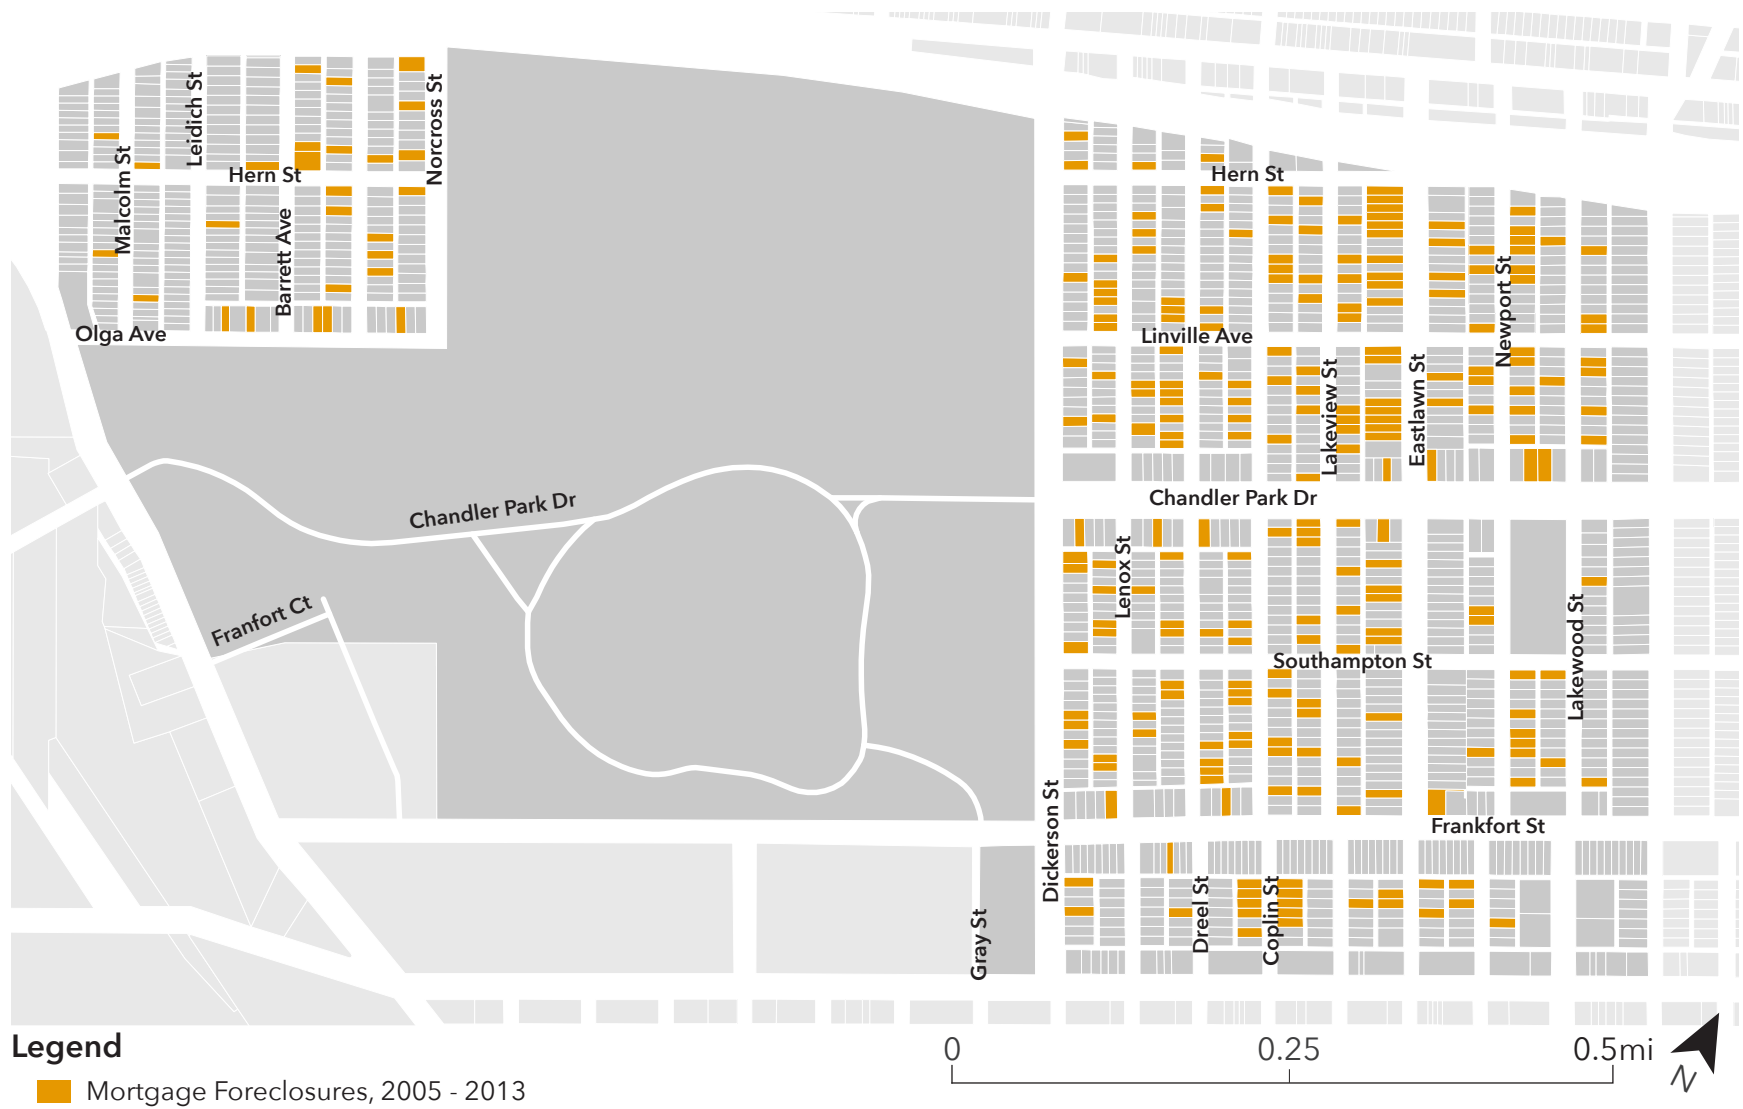 Leidich St
Norcross St
Malcolm St
Hern St
Barrett Ave
Olga Ave
Hern St
Newport St
Linville Ave
Lakeview St
Eastlawn St
Chandler Park Dr
Chandler Park Dr
Lenox St
Franfort Ct
Lakewood St
Southampton St
Dickerson St
Frankfort St
Gray St
Dreel St
Coplin St
Legend
Mortgage Foreclosures, 2005 - 2013
0 0.25 0.5mi
N